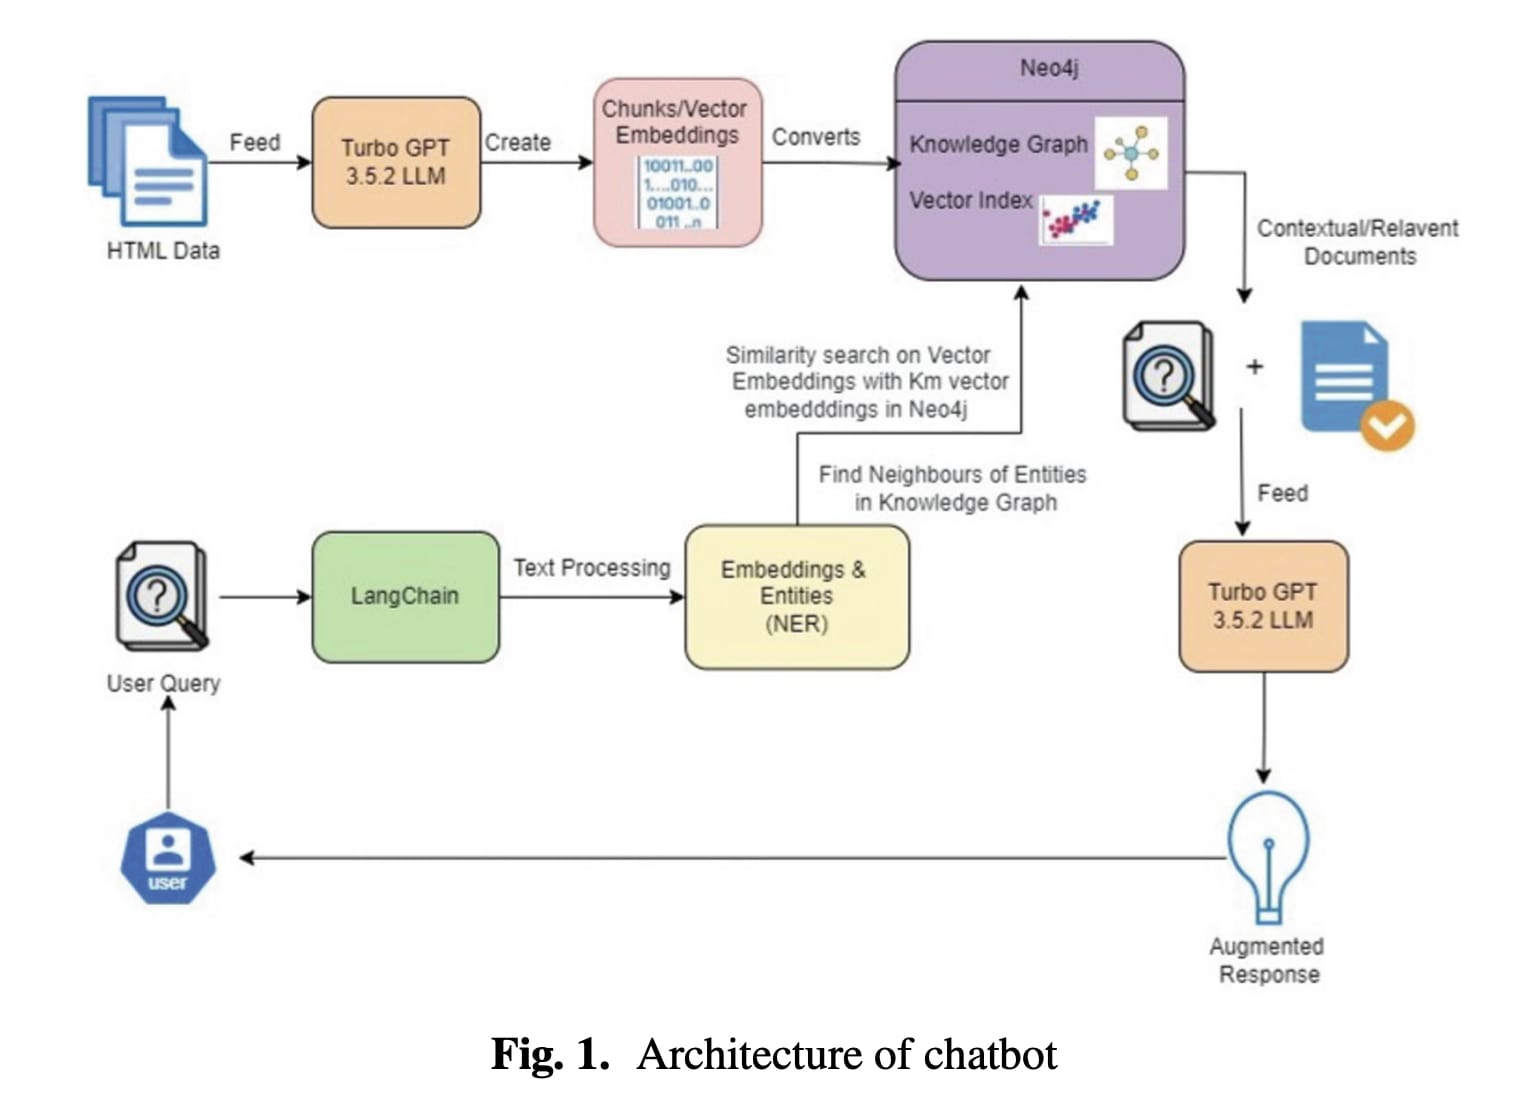 Feed
Turbo GPT
3.5.2 LLM
Create
Chunks/Vector
Embeddings
10011..00
1....010...
01001..0
011 ..n
Converts
Neo4j
Knowledge Graph
Vector Index
HTML Data
Contextual/Relavent
Documents
?
+
Similarity search on Vector
Embeddings with Km vector
embedddings in Neo4j
Find Neighbours of Entities
in Knowledge Graph
Feed
?
User Query
LangChain
Text Processing
Embeddings &
Entities
(NER)
Turbo GPT
3.5.2 LLM
user
Augmented
Response
Fig. 1. Architecture of chatbot